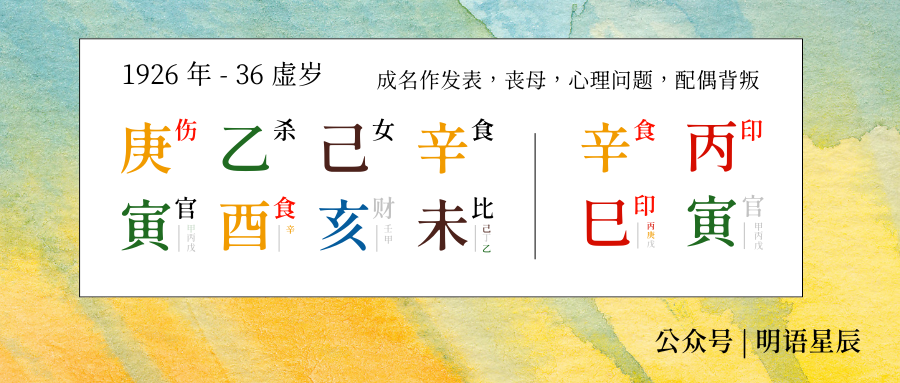 1926 年 - 36 虚岁
成名作发表，丧母，心理问题，配偶背叛
庚伤 乙杀 己女 辛食 辛食 丙印
寅官 甲丙戊 酉食 辛 亥财 壬甲 未比 己丁乙 巳印 丙庚戊 寅官 甲丙戊
公众号 | 明语星辰